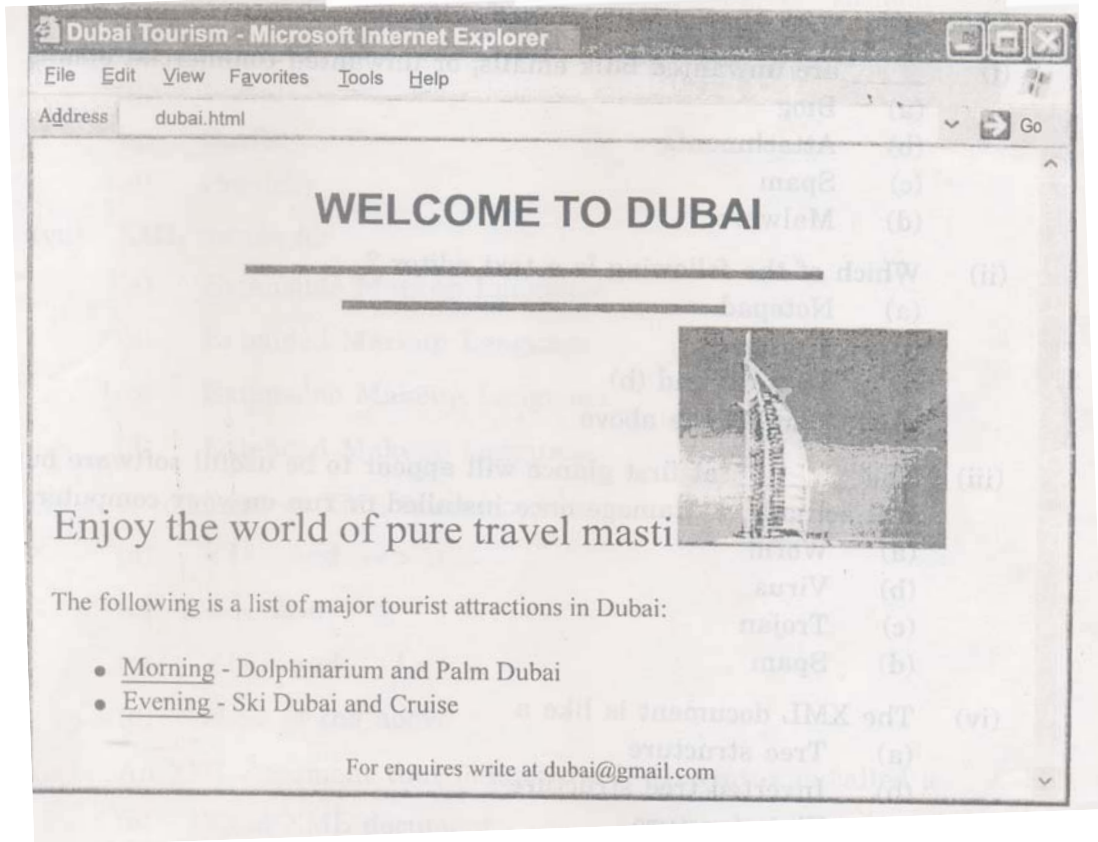 Dubai Tourism - Microsoft Internet Explorer
File Edit View Favorites Tools Help
Address dubai.html Go
WELCOME TO DUBAI
Enjoy the world of pure travel masti
The following is a list of major tourist attractions in Dubai:
• Morning - Dolphinarium and Palm Dubai
• Evening - Ski Dubai and Cruise
For enquires write at dubai@gmail.com